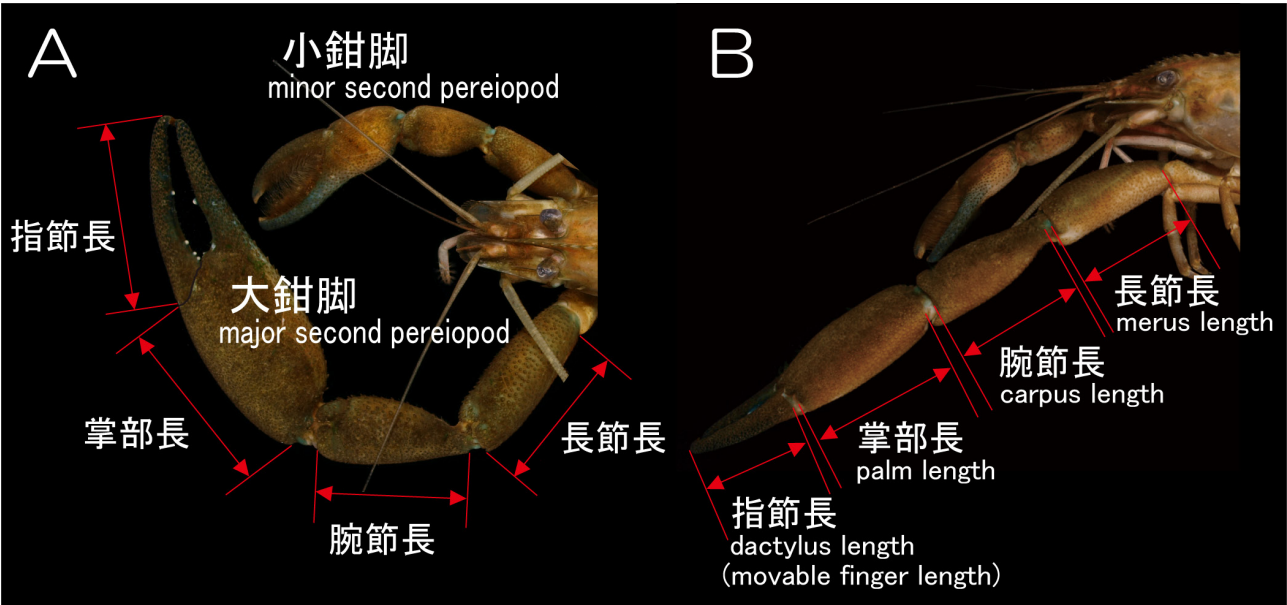 A
小鉗脚
minor second pereiopod
指節長
大鉗脚
major second pereiopod
掌部長
長節長
腕節長
B
長節長
merus length
腕節長
carpus length
掌部長
palm length
指節長
dactylus length
(movable finger length)